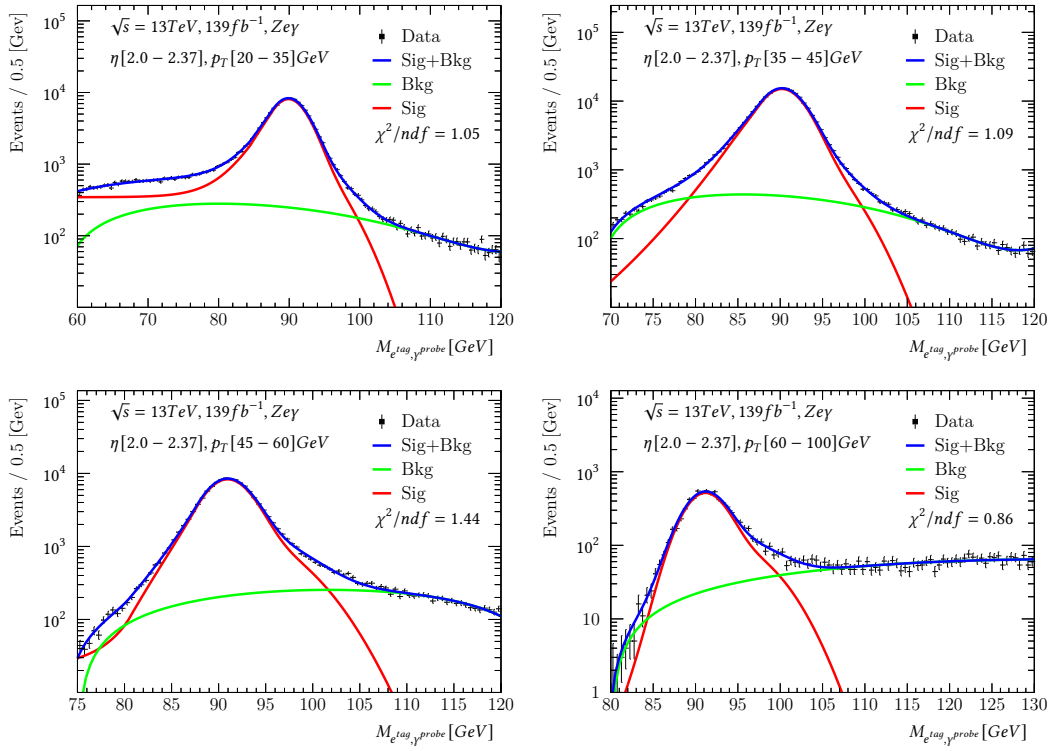 √s = 13TeV, 139fb⁻¹, Zeγ
η[2.0 − 2.37], p_T[20 − 35]GeV
Data
Sig+Bkg
Bkg
Sig
χ²/ndf = 1.05
Events / 0.5 [Gev]
10⁵
10⁴
10³
10²
60 70 80 90 100 110 120
M_{e^{tag},γ^{probe}}[GeV]
√s = 13TeV, 139fb⁻¹, Zeγ
η[2.0 − 2.37], p_T[35 − 45]GeV
Data
Sig+Bkg
Bkg
Sig
χ²/ndf = 1.09
Events / 0.5 [Gev]
10⁵
10⁴
10³
10²
70 75 80 85 90 95 100 105 110 115 120 125 130
M_{e^{tag},γ^{probe}}[GeV]
√s = 13TeV, 139fb⁻¹, Zeγ
η[2.0 − 2.37], p_T[45 − 60]GeV
Data
Sig+Bkg
Bkg
Sig
χ²/ndf = 1.44
Events / 0.5 [Gev]
10⁵
10⁴
10³
10²
75 80 85 90 95 100 105 110 115 120
M_{e^{tag},γ^{probe}}[GeV]
√s = 13TeV, 139fb⁻¹, Zeγ
η[2.0 − 2.37], p_T[60 − 100]GeV
Data
Sig+Bkg
Bkg
Sig
χ²/ndf = 0.86
Events / 0.5 [Gev]
10⁴
10³
10²
10
1
80 85 90 95 100 105 110 115 120 125 130
M_{e^{tag},γ^{probe}}[GeV]